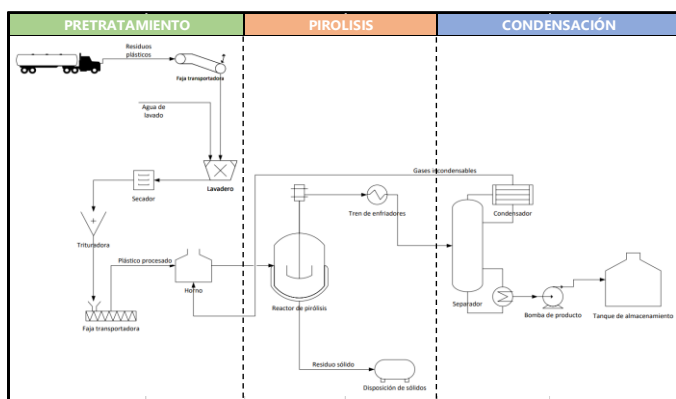 PRETRATAMIENTO
PIROLISIS
CONDENSACIÓN
Residuos
plásticos
Faja transportadora
Agua de
lavado
Lavadero
Secador
Trituradora
Plástico procesado
Horno
Faja transportadora
Reactor de pirólisis
Tren de enfriadores
Gases incondensables
Condensador
Separador
Bomba de producto
Tanque de almacenamiento
Residuo sólido
Disposición de sólidos